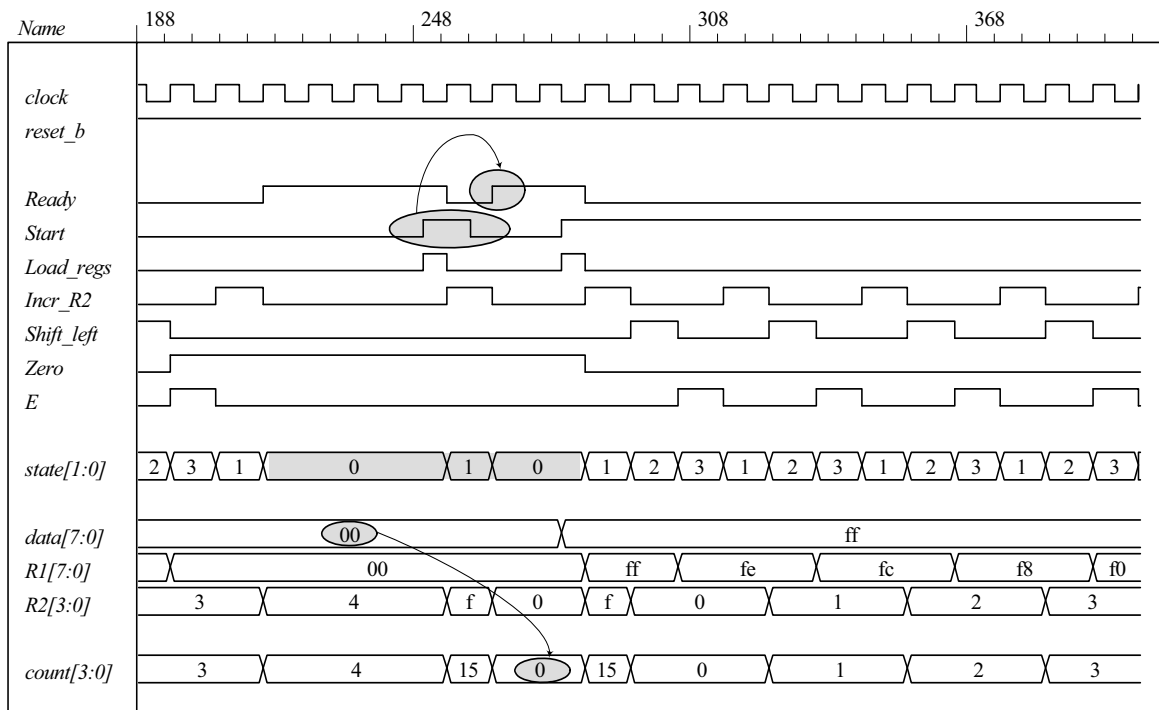 Name 188 248 308 368
clock
reset_b
Ready
Start
Load_regs
Incr_R2
Shift_left
Zero
E
state[1:0] 2 3 1 0 1 0 1 2 3 1 2 3 1 2 3 1 2 3
data[7:0] 00 ff
R1[7:0] 00 ff fe fc f8 f0
R2[3:0] 3 4 f 0 f 0 1 2 3
count[3:0] 3 4 15 0 15 0 1 2 3